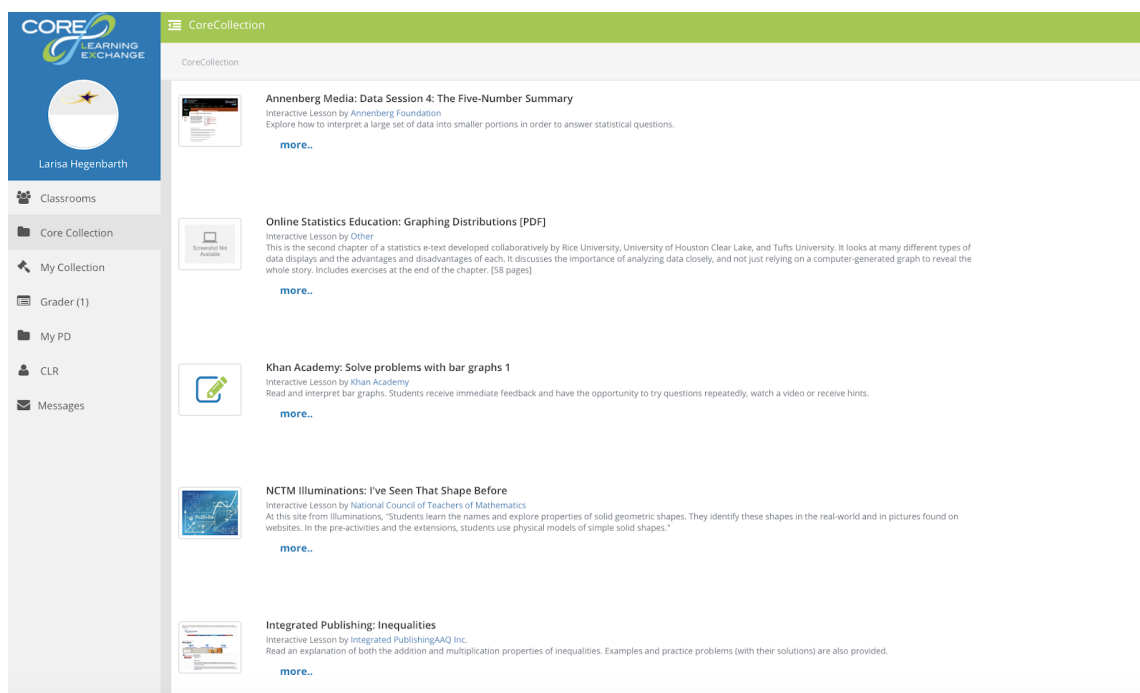 CORE
LEARNING
EXCHANGE
Larisa Hegenbarth
Classrooms
Core Collection
My Collection
Grader (1)
My PD
CLR
Messages
CoreCollection
CoreCollection
Annenberg Media: Data Session 4: The Five-Number Summary
Interactive Lesson by Annenberg Foundation
Explore how to interpret a large set of data into smaller portions in order to answer statistical questions.
more..
Screenshot Not
Available
Online Statistics Education: Graphing Distributions [PDF]
Interactive Lesson by Other
This is the second chapter of a statistics e-text developed collaboratively by Rice University, University of Houston Clear Lake, and Tufts University. It looks at many different types of
data displays and the advantages and disadvantages of each. It discusses the importance of analyzing data closely, and not just relying on a computer-generated graph to reveal the
whole story. Includes exercises at the end of the chapter. [58 pages]
more..
Khan Academy: Solve problems with bar graphs 1
Interactive Lesson by Khan Academy
Read and interpret bar graphs. Students receive immediate feedback and have the opportunity to try questions repeatedly, watch a video or receive hints.
more..
NCTM Illuminations: I've Seen That Shape Before
Interactive Lesson by National Council of Teachers of Mathematics
At this site from Illuminations, "Students learn the names and explore properties of solid geometric shapes. They identify these shapes in the real-world and in pictures found on
websites. In the pre-activities and the extensions, students use physical models of simple solid shapes."
more..
Integrated Publishing: Inequalities
Interactive Lesson by Integrated PublishingAAQ Inc.
Read an explanation of both the addition and multiplication properties of inequalities. Examples and practice problems (with their solutions) are also provided.
more..